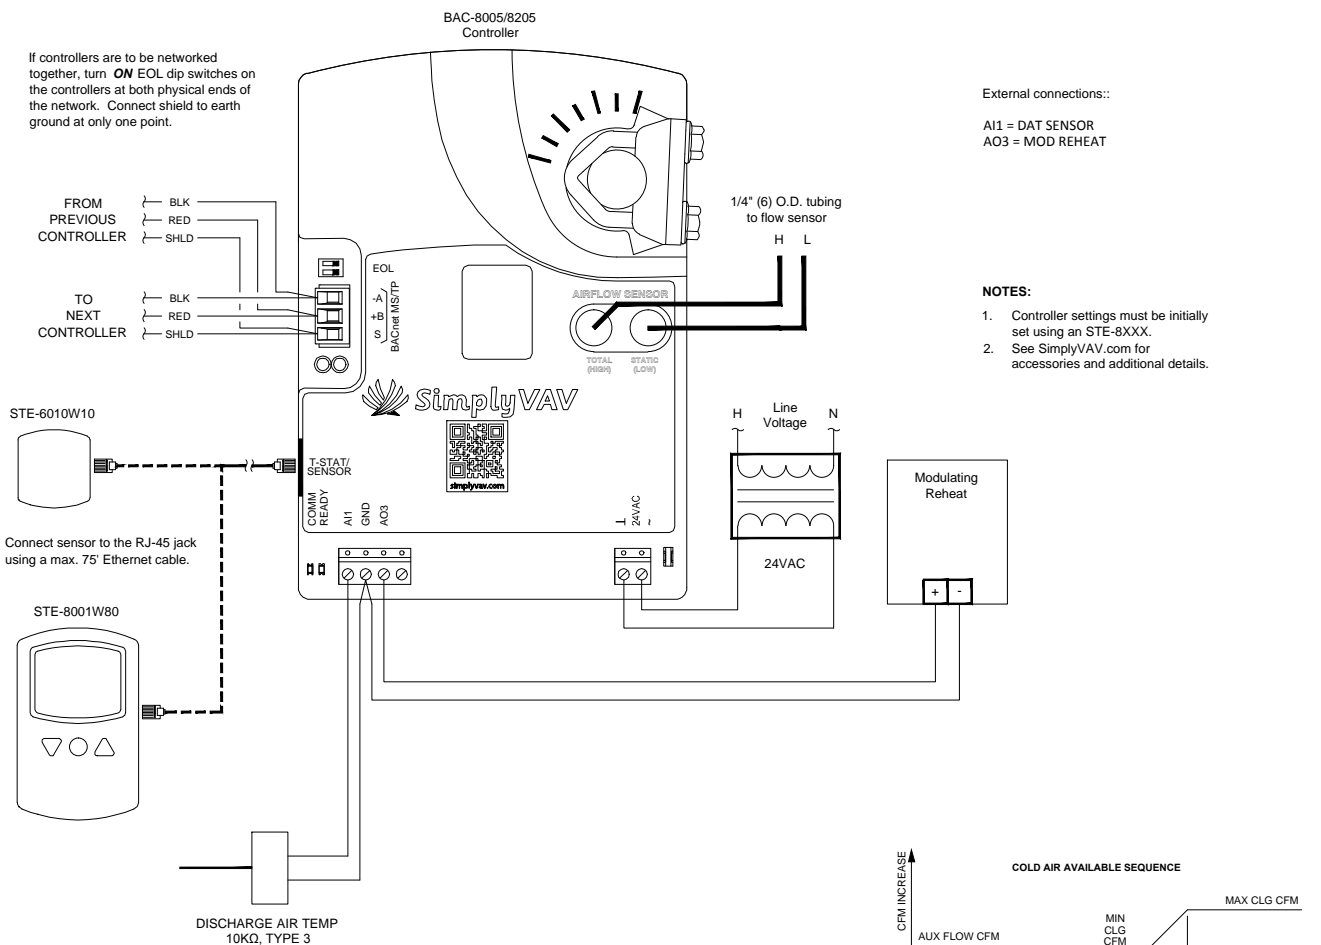 BAC-8005/8205
Controller
If controllers are to be networked
together, turn ON EOL dip switches on
the controllers at both physical ends of
the network. Connect shield to earth
ground at only one point.
External connections::
AI1 = DAT SENSOR
AO3 = MOD REHEAT
FROM
PREVIOUS
CONTROLLER
BLK
RED
SHLD
TO
NEXT
CONTROLLER
BLK
RED
SHLD
EOL
-A
+B
S
BACnet MS/TP
1/4" (6) O.D. tubing
to flow sensor
H L
AIRFLOW SENSOR
TOTAL
(HIGH)
STATIC
(LOW)
NOTES:
1. Controller settings must be initially
set using an STE-8XXX.
2. See SimplyVAV.com for
accessories and additional details.
SimplyVAV
simplyvav.com
STE-6010W10
T-STAT/
SENSOR
COMM
READY
AI1
GND
AO3
⊥
24VAC
~
H
Line
Voltage
N
24VAC
Modulating
Reheat
+ -
Connect sensor to the RJ-45 jack
using a max. 75' Ethernet cable.
STE-8001W80
DISCHARGE AIR TEMP
10KΩ, TYPE 3
COLD AIR AVAILABLE SEQUENCE
CFM INCREASE
MAX CLG CFM
MIN
CLG
CFM
AUX FLOW CFM